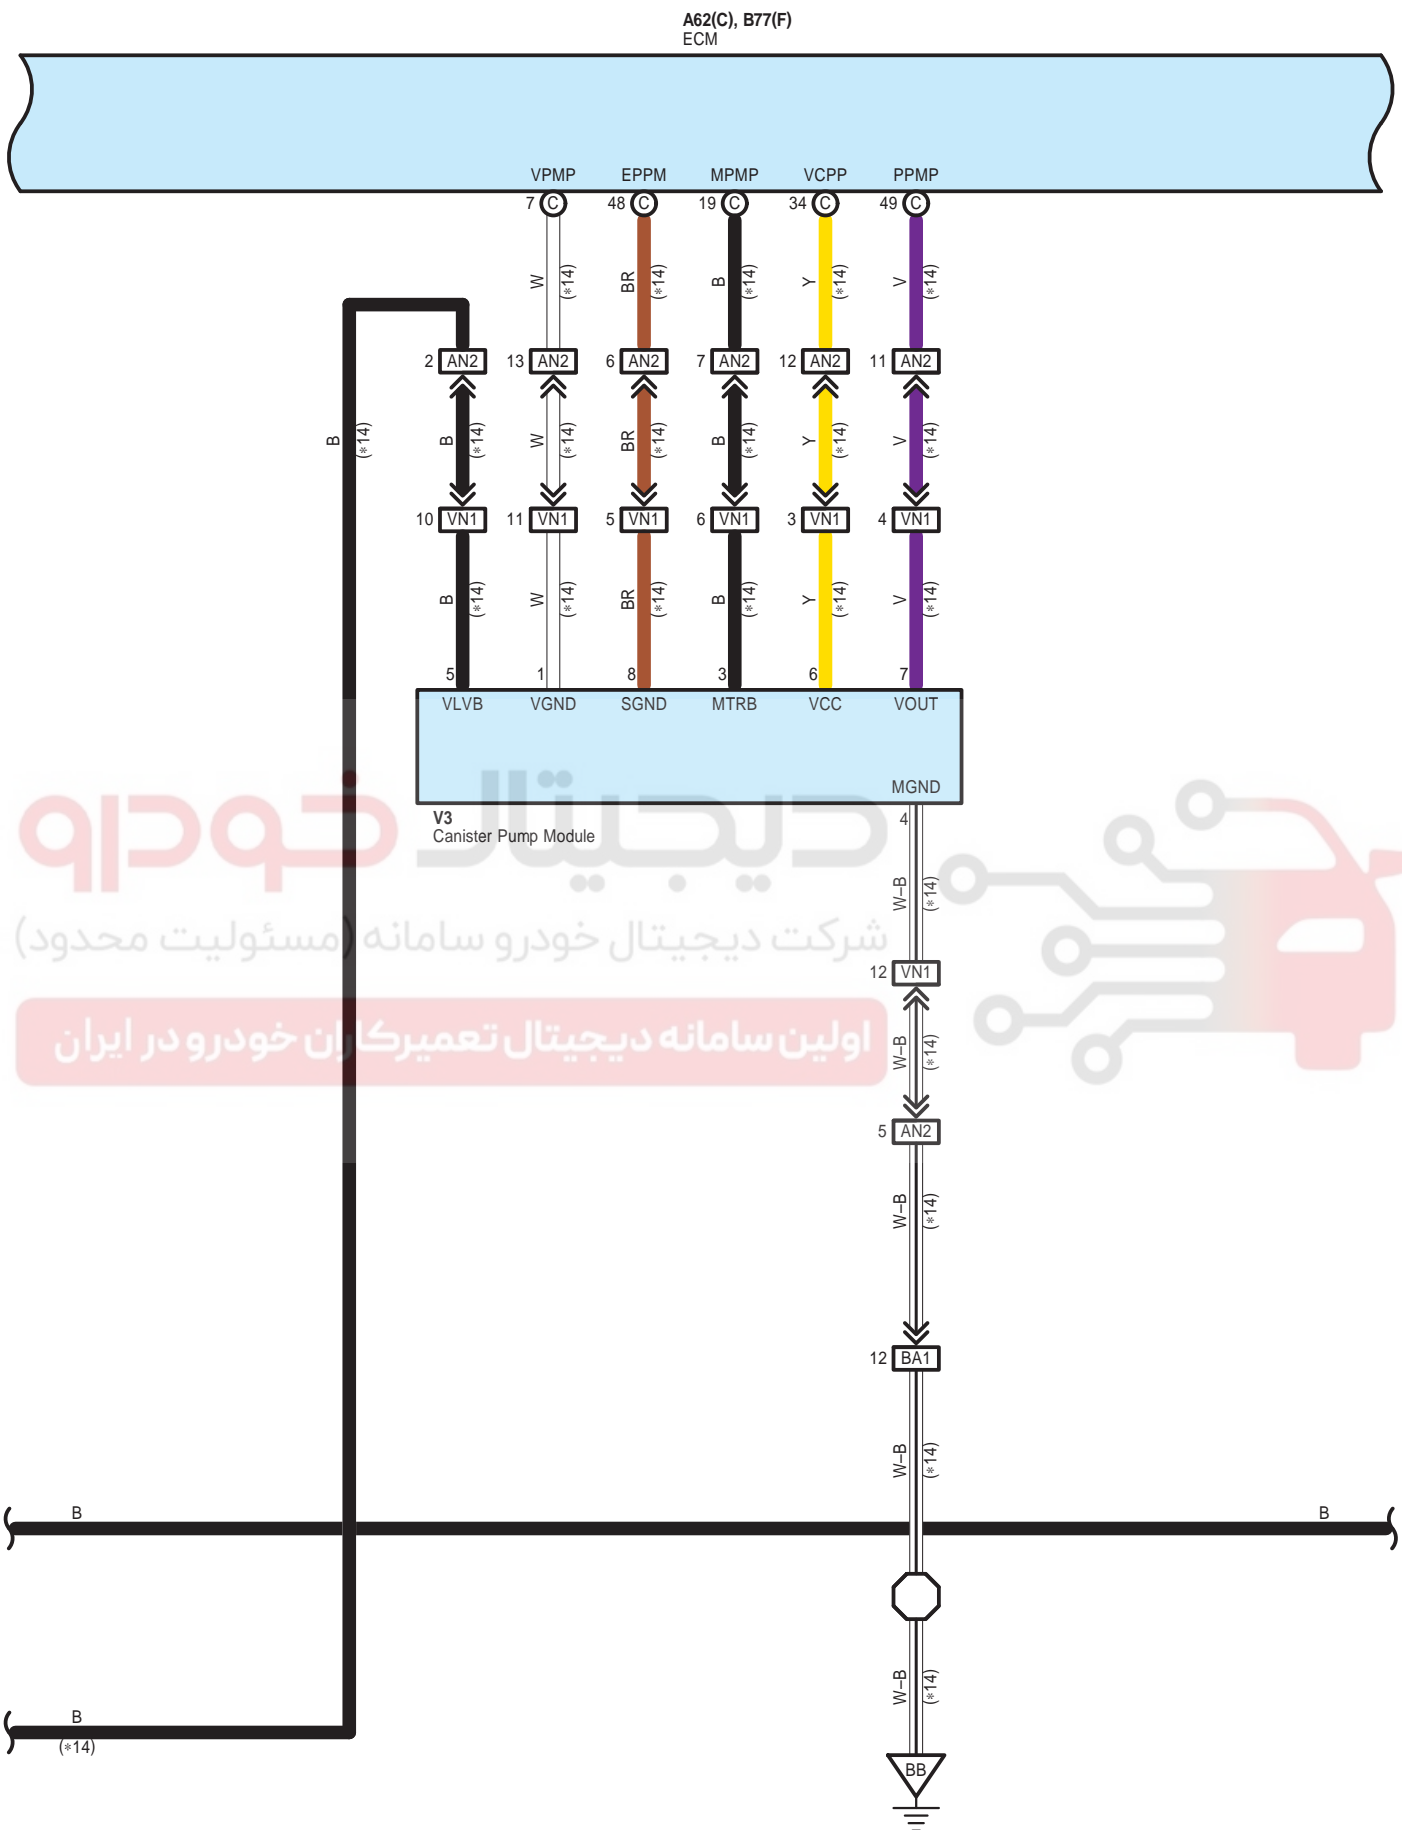 A62(C), B77(F)
ECM
VPMP EPPM MPMP VCPP PPMP
7 C 48 C 19 C 34 C 49 C
W (*14) BR (*14) B (*14) Y (*14) V (*14)
2 AN2 13 AN2 6 AN2 7 AN2 12 AN2 11 AN2
B (*14) B (*14) W (*14) BR (*14) B (*14) Y (*14) V (*14)
10 VN1 11 VN1 5 VN1 6 VN1 3 VN1 4 VN1
B (*14) W (*14) BR (*14) B (*14) Y (*14) V (*14)
5 1 8 3 6 7
VLVB VGND SGND MTRB VCC VOUT
MGND
V3
Canister Pump Module
4
دیجیتال خودرو
W-B (*14)
شرکت دیجیتال خودرو سامانه (مسئولیت محدود)
12 VN1
اولین سامانه دیجیتال تعمیرکاران خودرو در ایران
W-B (*14)
5 AN2
W-B (*14)
12 BA1
W-B (*14)
B B
W-B (*14)
B
(*14)
BB